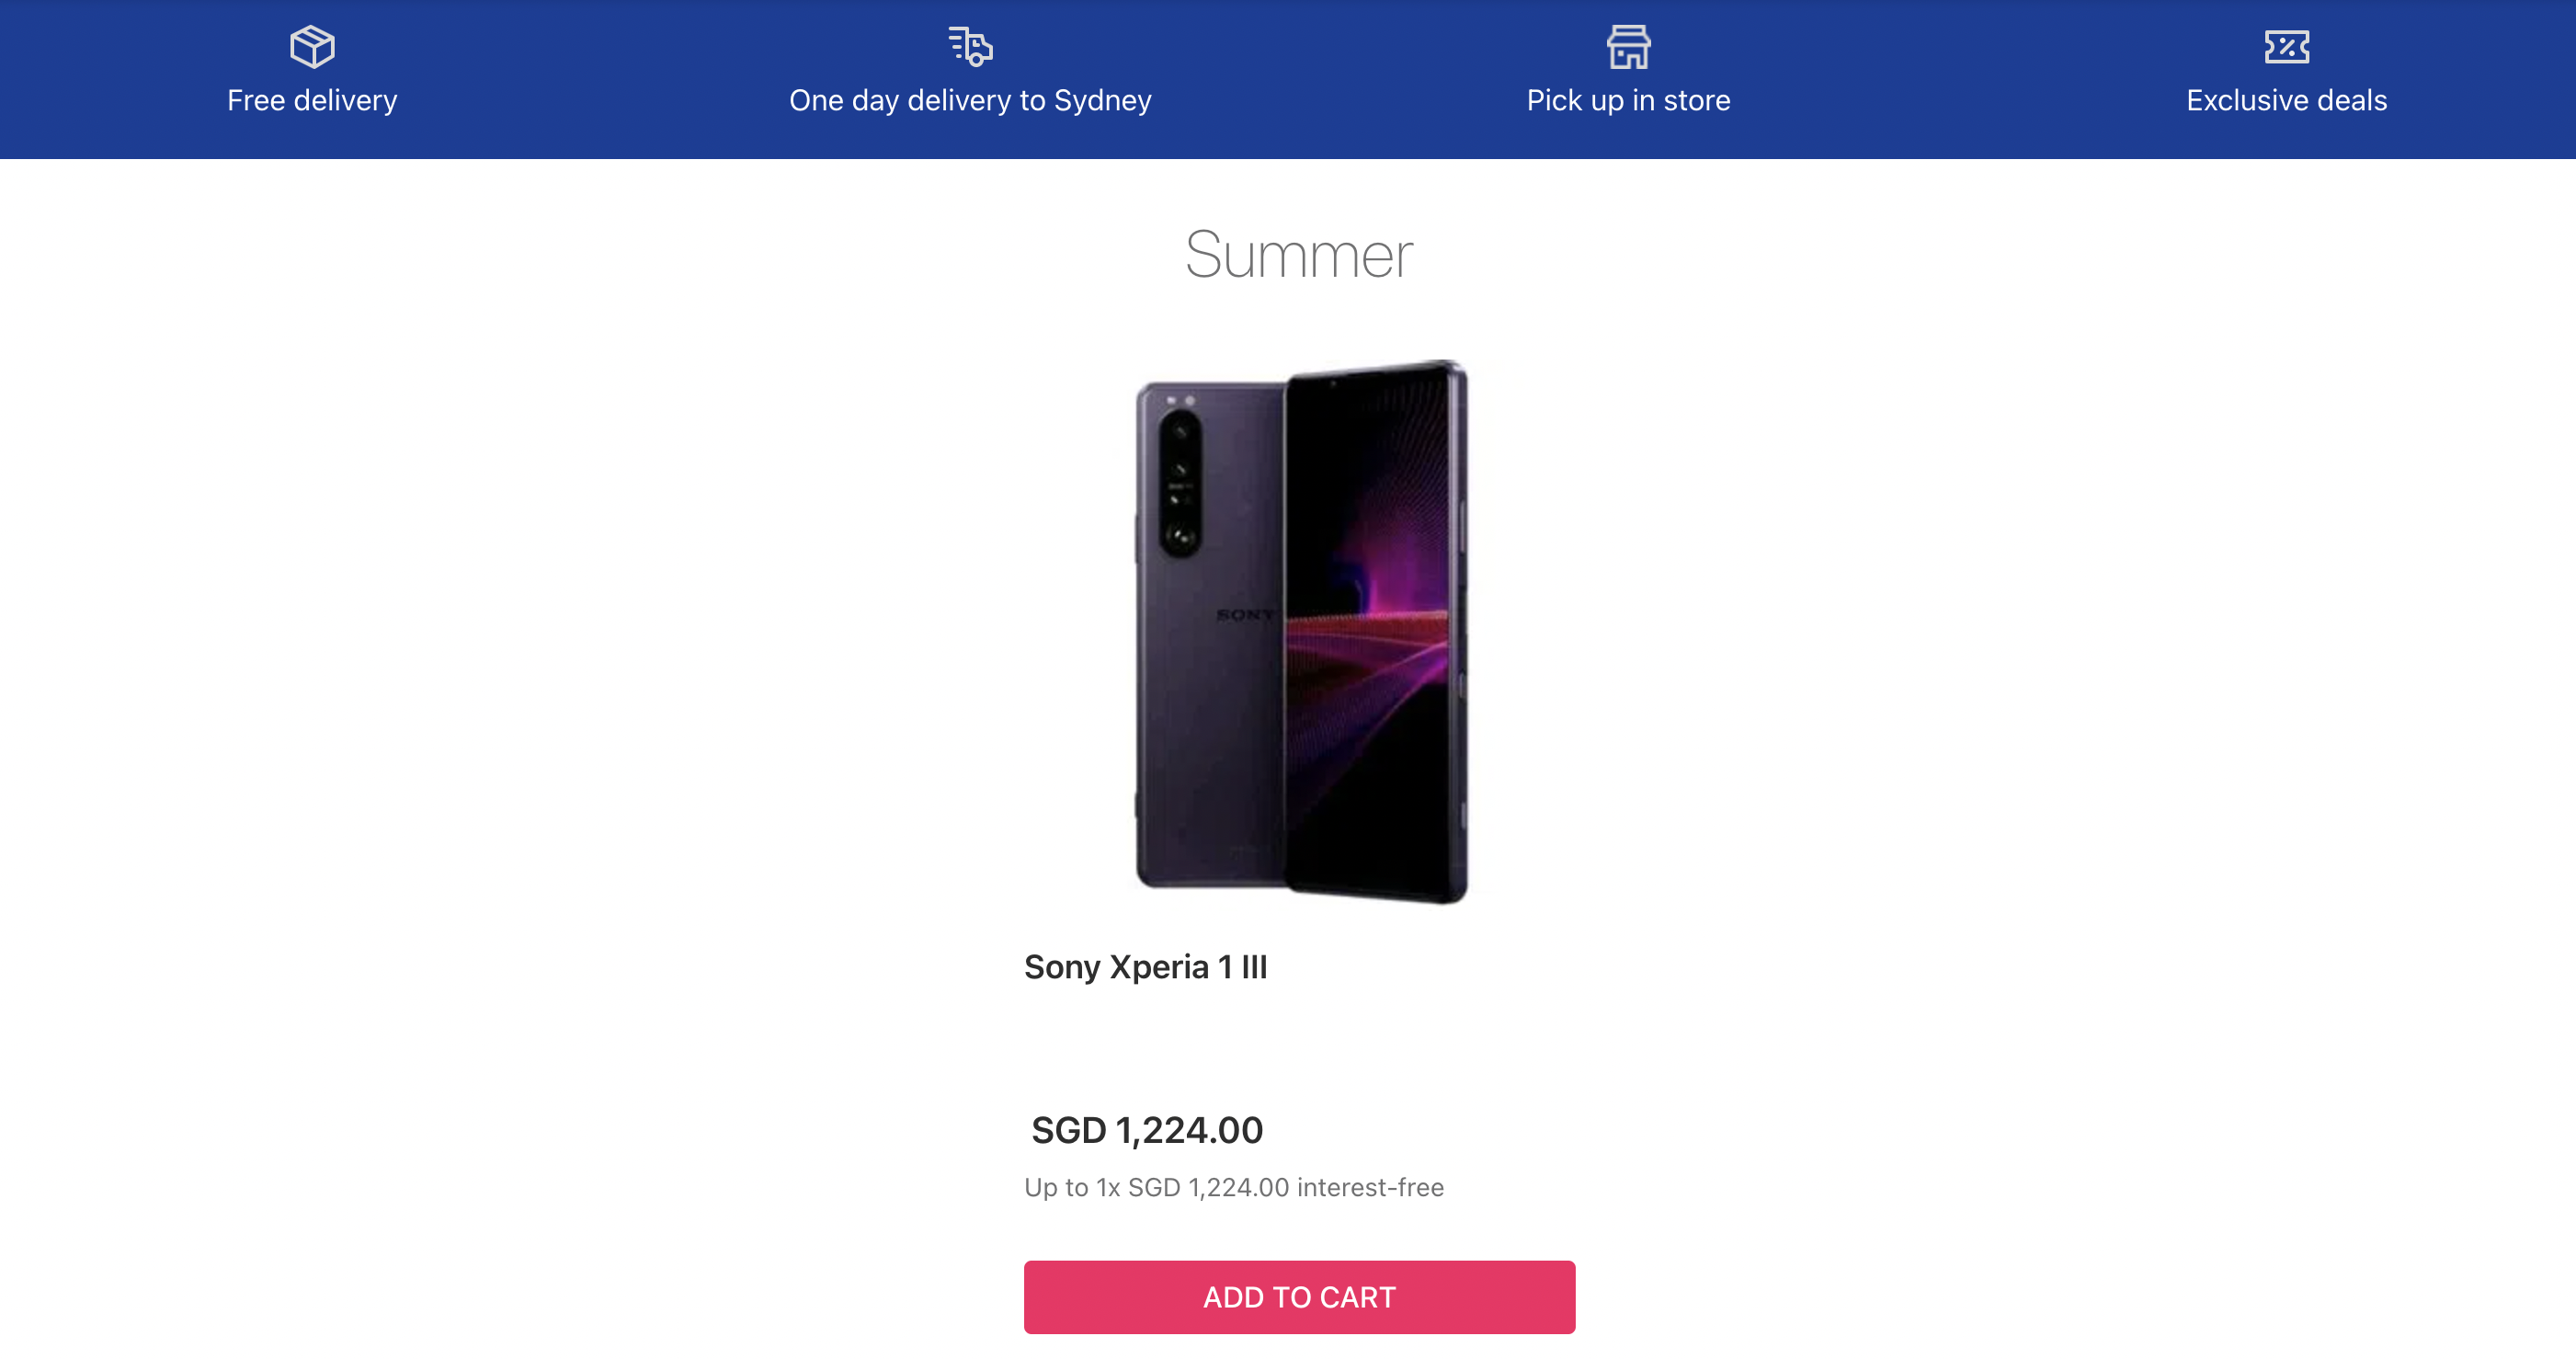 Free delivery
One day delivery to Sydney
Pick up in store
Exclusive deals
Summer
SONY
Sony Xperia 1 III
SGD 1,224.00
Up to 1x SGD 1,224.00 interest-free
ADD TO CART